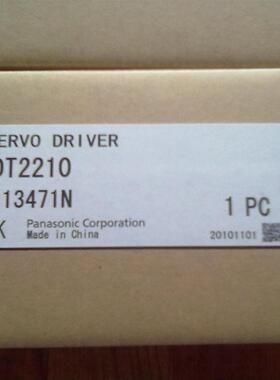 ERVO DRIVER
DT2210
13471N
1 PC
K Panasonic Corporation
Made in China
20101101